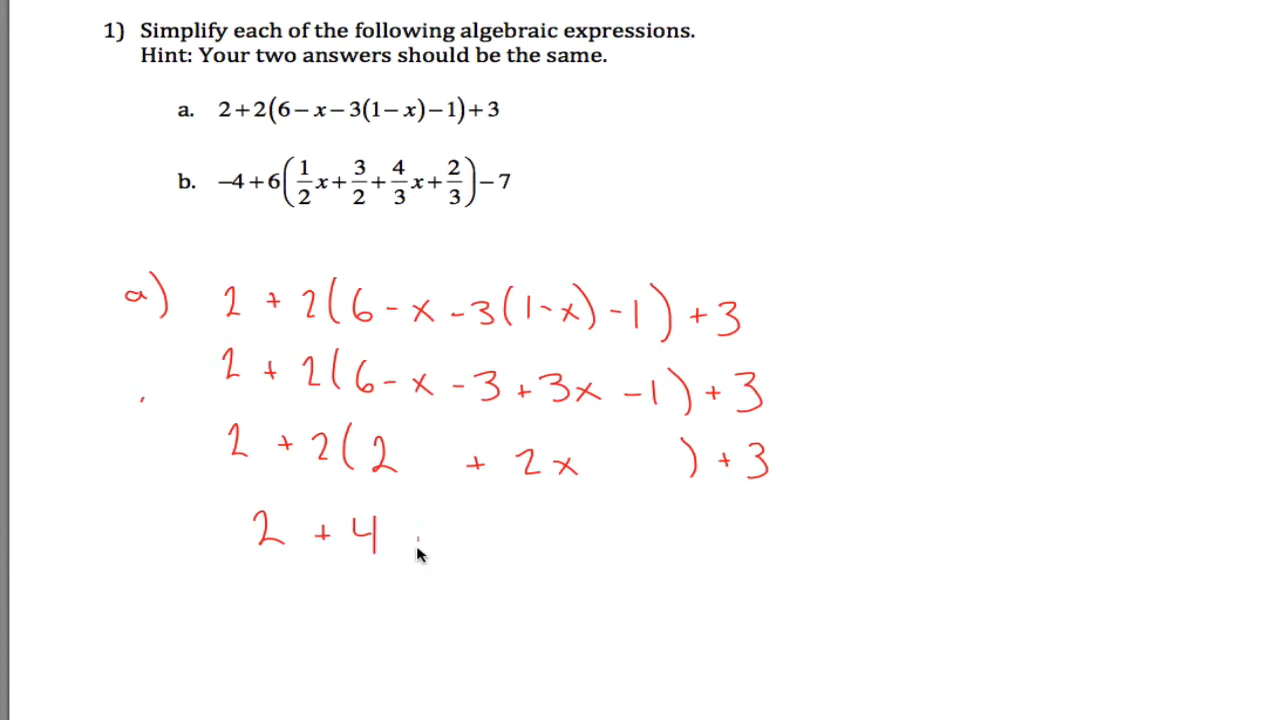 1) Simplify each of the following algebraic expressions.
Hint: Your two answers should be the same.
a. 2+2(6−x−3(1−x)−1)+3
b. −4+6(1/2x+3/2+4/3x+2/3)−7
a) 2 + 2(6-x-3(1-x)-1)+3
2 + 2(6-x-3+3x-1)+3
2 + 2(2 + 2x )+3
2 + 4